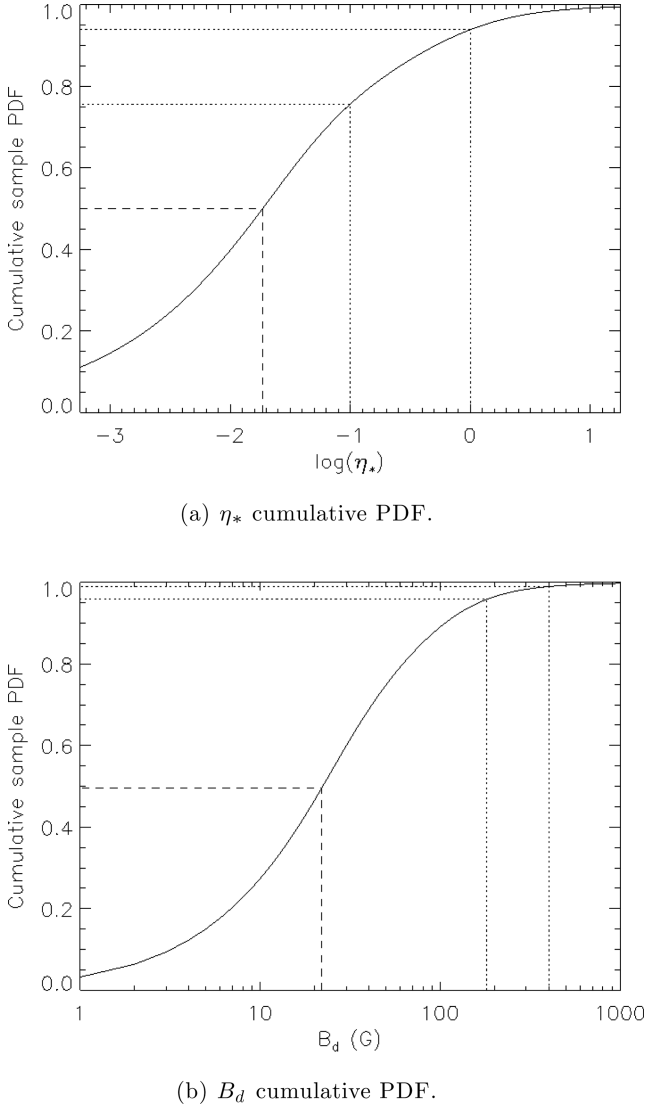 1.0
0.8
0.6
0.4
0.2
0.0
Cumulative sample PDF
−3 −2 −1 0 1
log(η*)
(a) η* cumulative PDF.
1.0
0.8
0.6
0.4
0.2
0.0
Cumulative sample PDF
1 10 100 1000
B_d (G)
(b) B_d cumulative PDF.